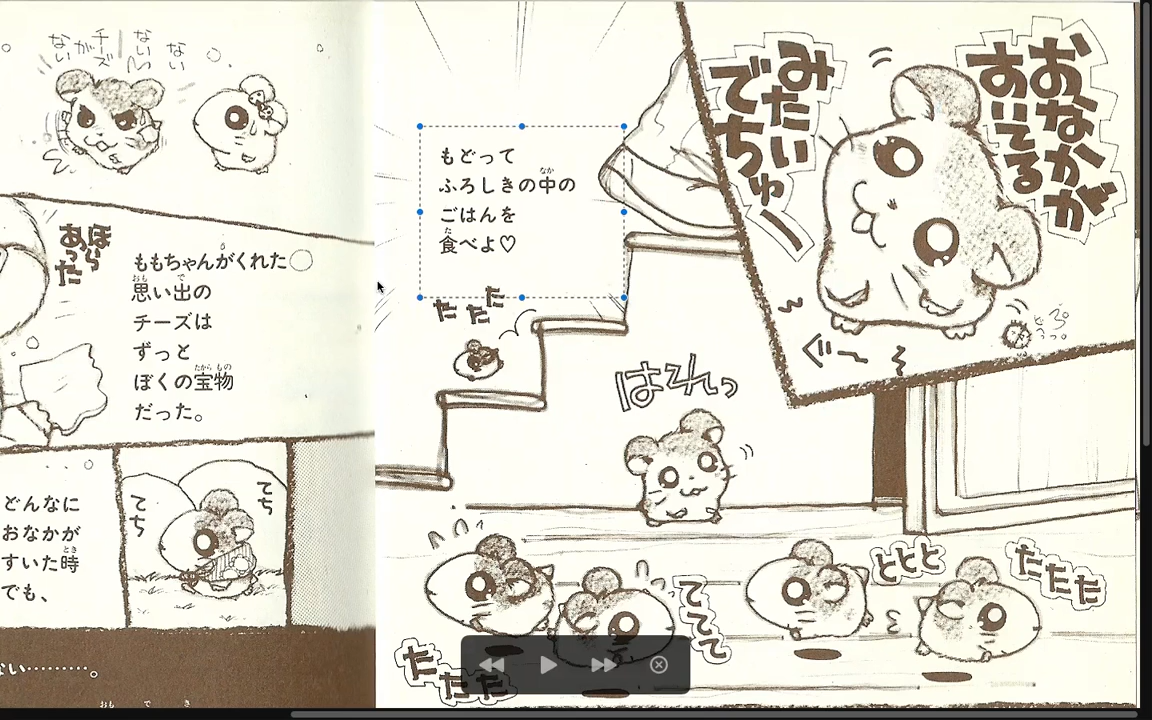 ない
チーズ
が
ない
ない
ほら
あった
ももちゃんがくれた
思い出の
チーズは
ずっと
ぼくの宝物
だった。
どんなに
おなかが
すいた時
でも、
てち
てち
ない………。
もどって
ふろしきの中の
ごはんを
食べよ♡
おなかが
すいてる
みたい
でちゅー
たたた
はみんっ
ててて
ととと
たたた
たたた